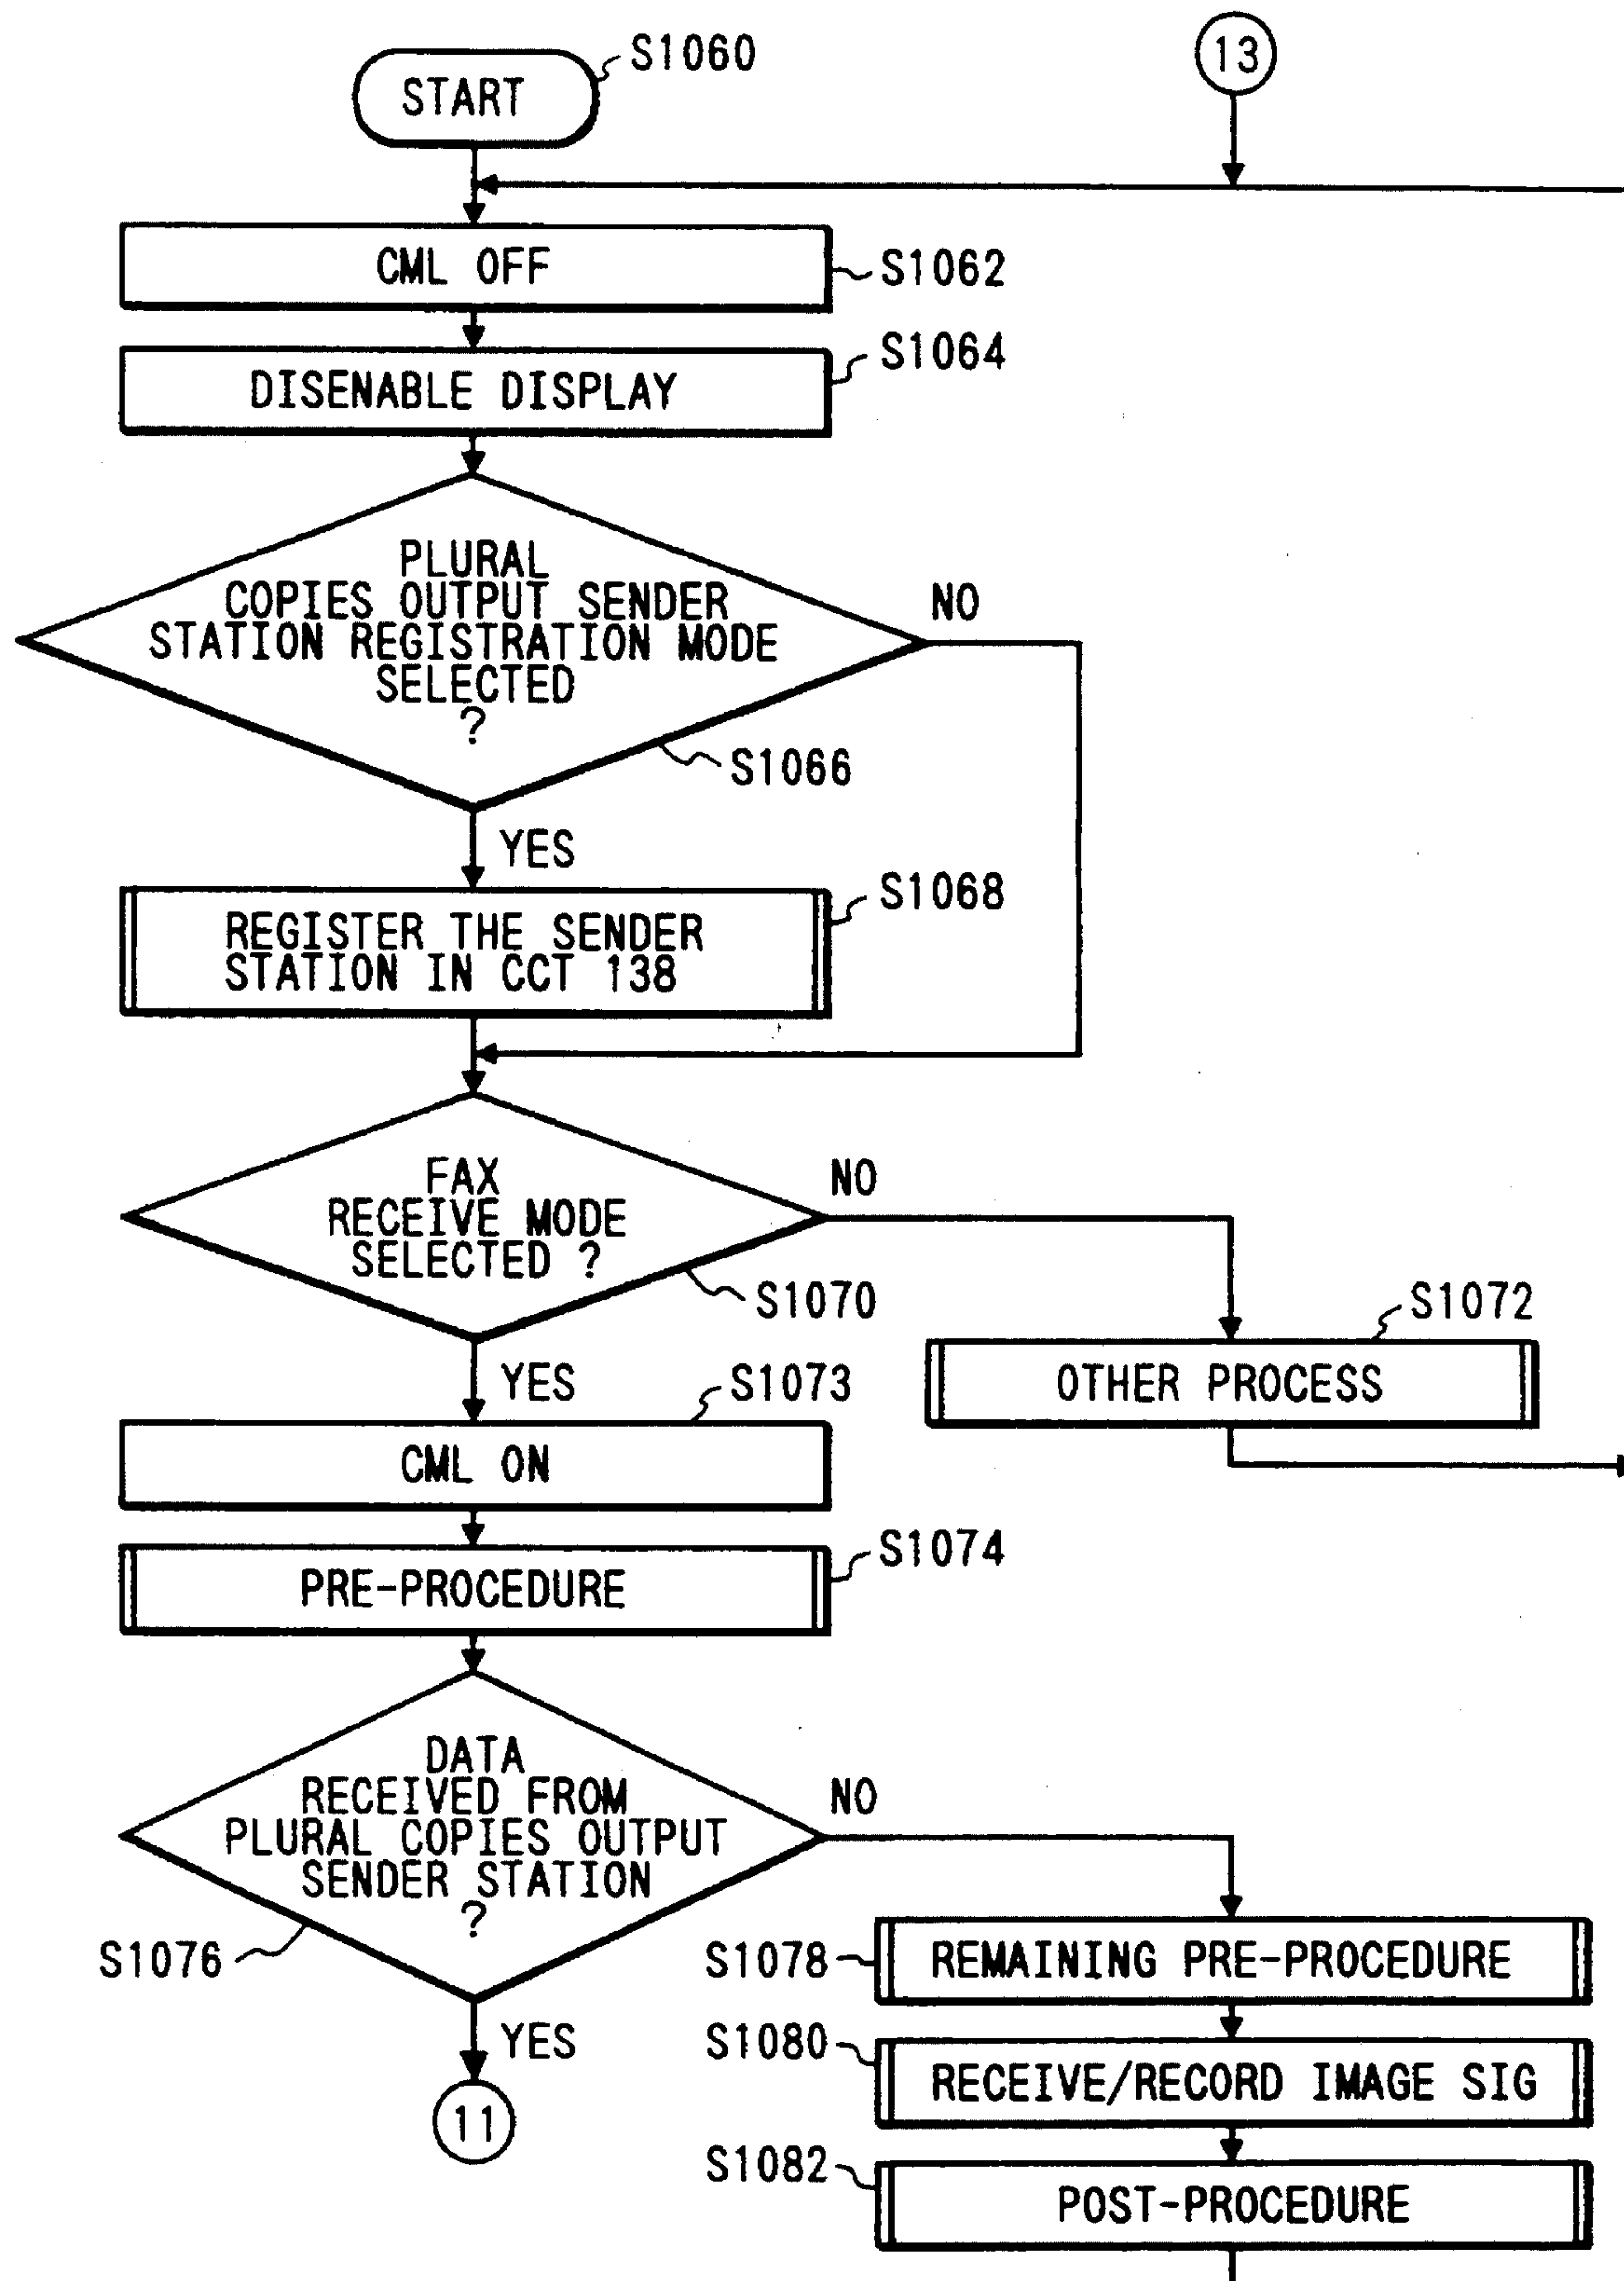 START
S1060
13
CML OFF
S1062
DISENABLE DISPLAY
S1064
PLURAL
COPIES OUTPUT SENDER
STATION REGISTRATION MODE
SELECTED
?
NO
S1066
YES
REGISTER THE SENDER
STATION IN CCT 138
S1068
FAX
RECEIVE MODE
SELECTED ?
NO
S1070
S1072
OTHER PROCESS
YES
S1073
CML ON
PRE-PROCEDURE
S1074
DATA
RECEIVED FROM
PLURAL COPIES OUTPUT
SENDER STATION
?
NO
S1076
YES
11
S1078
REMAINING PRE-PROCEDURE
S1080
RECEIVE/RECORD IMAGE SIG
S1082
POST-PROCEDURE